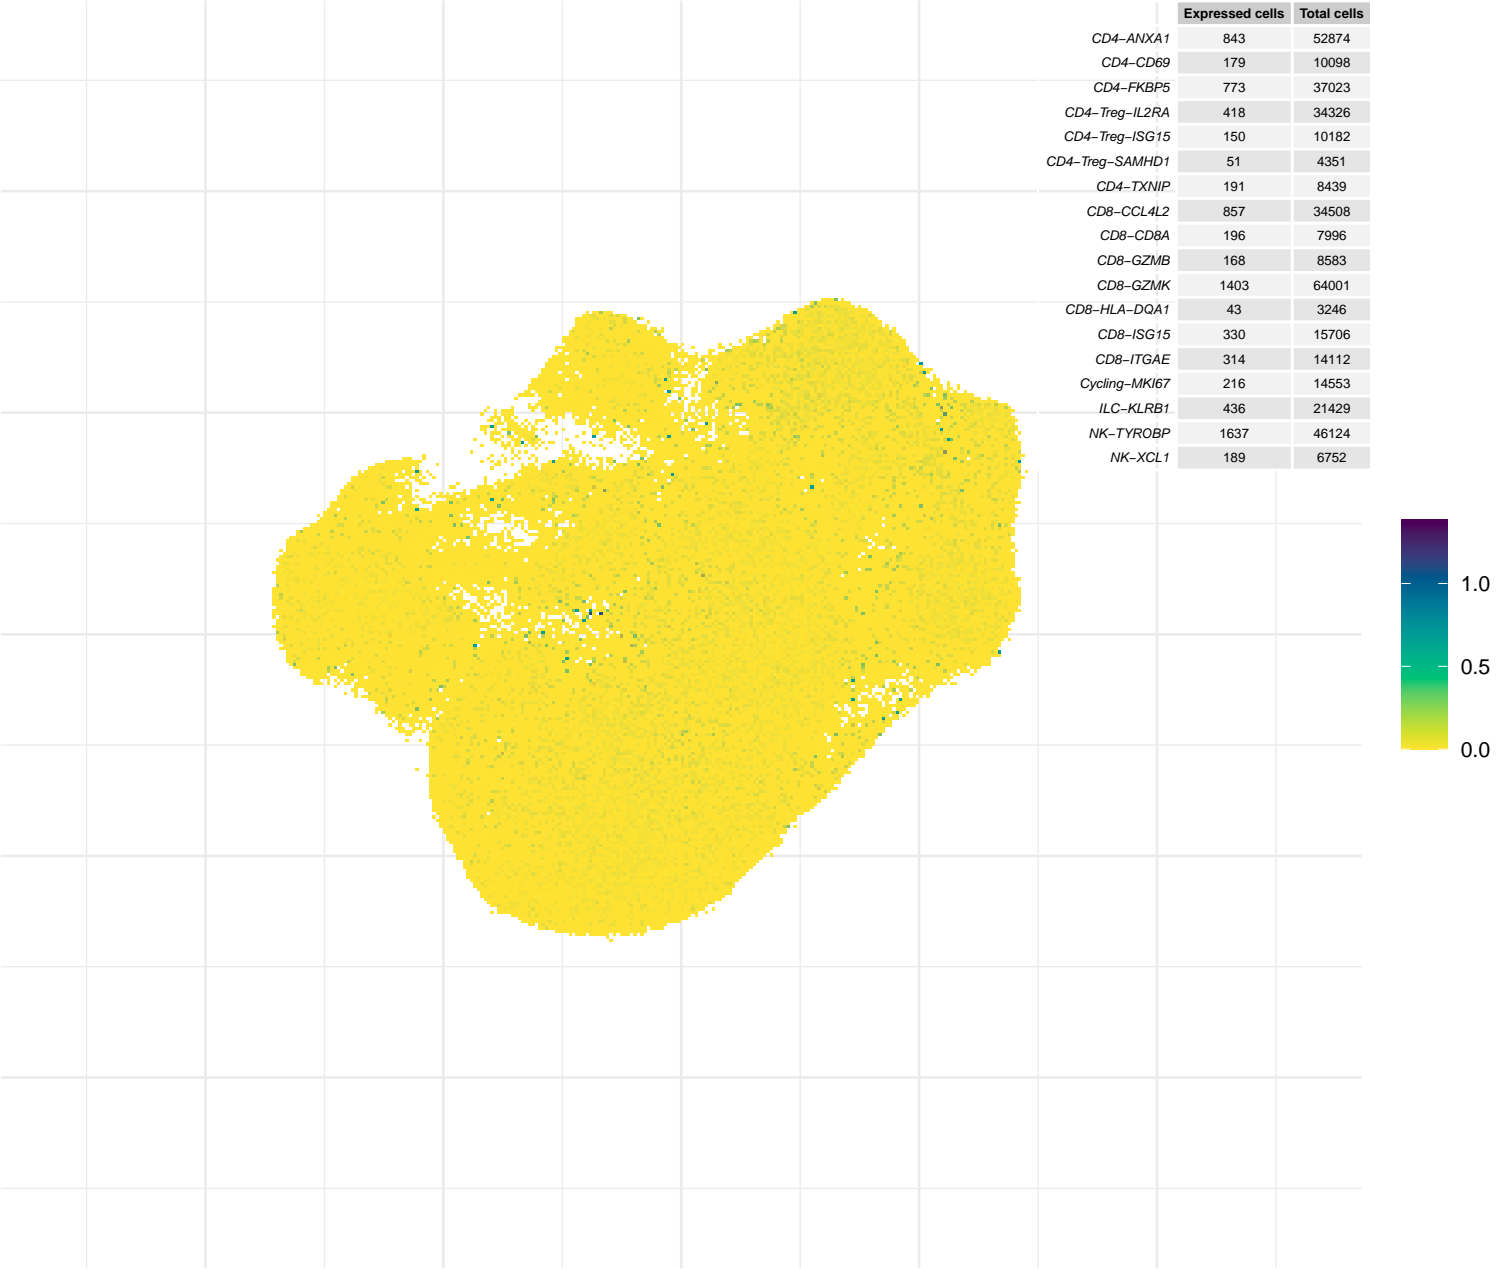 Expressed cells Total cells
CD4−ANXA1 843 52874
CD4−CD69 179 10098
CD4−FKBP5 773 37023
CD4−Treg−IL2RA 418 34326
CD4−Treg−ISG15 150 10182
CD4−Treg−SAMHD1 51 4351
CD4−TXNIP 191 8439
CD8−CCL4L2 857 34508
CD8−CD8A 196 7996
CD8−GZMB 168 8583
CD8−GZMK 1403 64001
CD8−HLA−DQA1 43 3246
CD8−ISG15 330 15706
CD8−ITGAE 314 14112
Cycling−MKI67 216 14553
ILC−KLRB1 436 21429
NK−TYROBP 1637 46124
NK−XCL1 189 6752
1.0
0.5
0.0